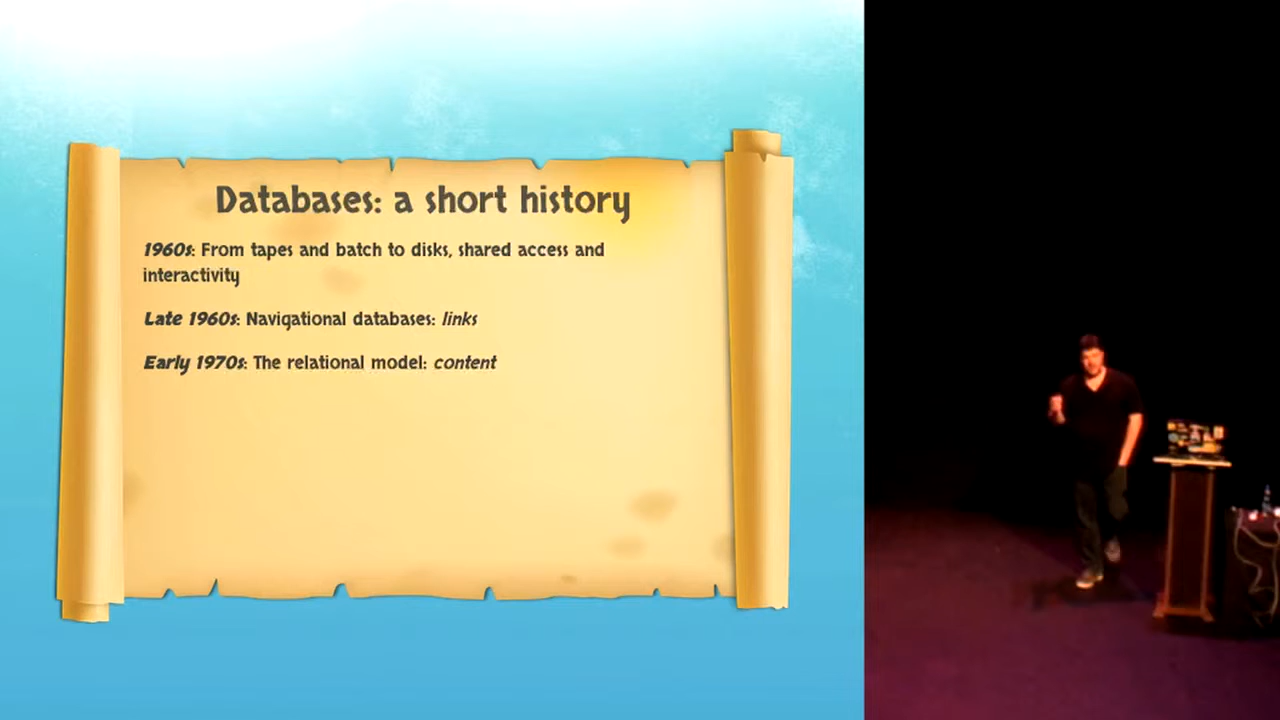 Databases: a short history
1960s: From tapes and batch to disks, shared access and
interactivity
Late 1960s: Navigational databases: links
Early 1970s: The relational model: content